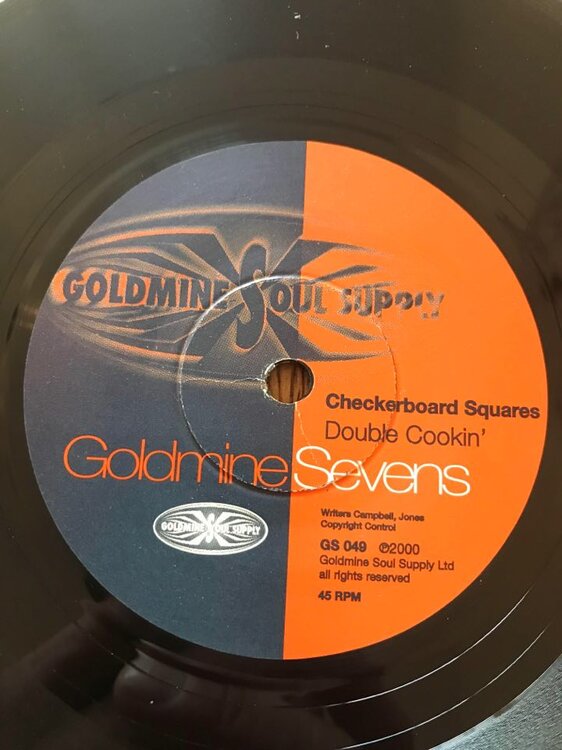 GOLDMINE SOUL SUPPLY
Checkerboard Squares
Double Cookin'
Goldmine Sevens
GOLDMINE SOUL SUPPLY
Writers Campbell, Jones
Copyright Control
GS 049 ℗2000
Goldmine Soul Supply Ltd
all rights reserved
45 RPM